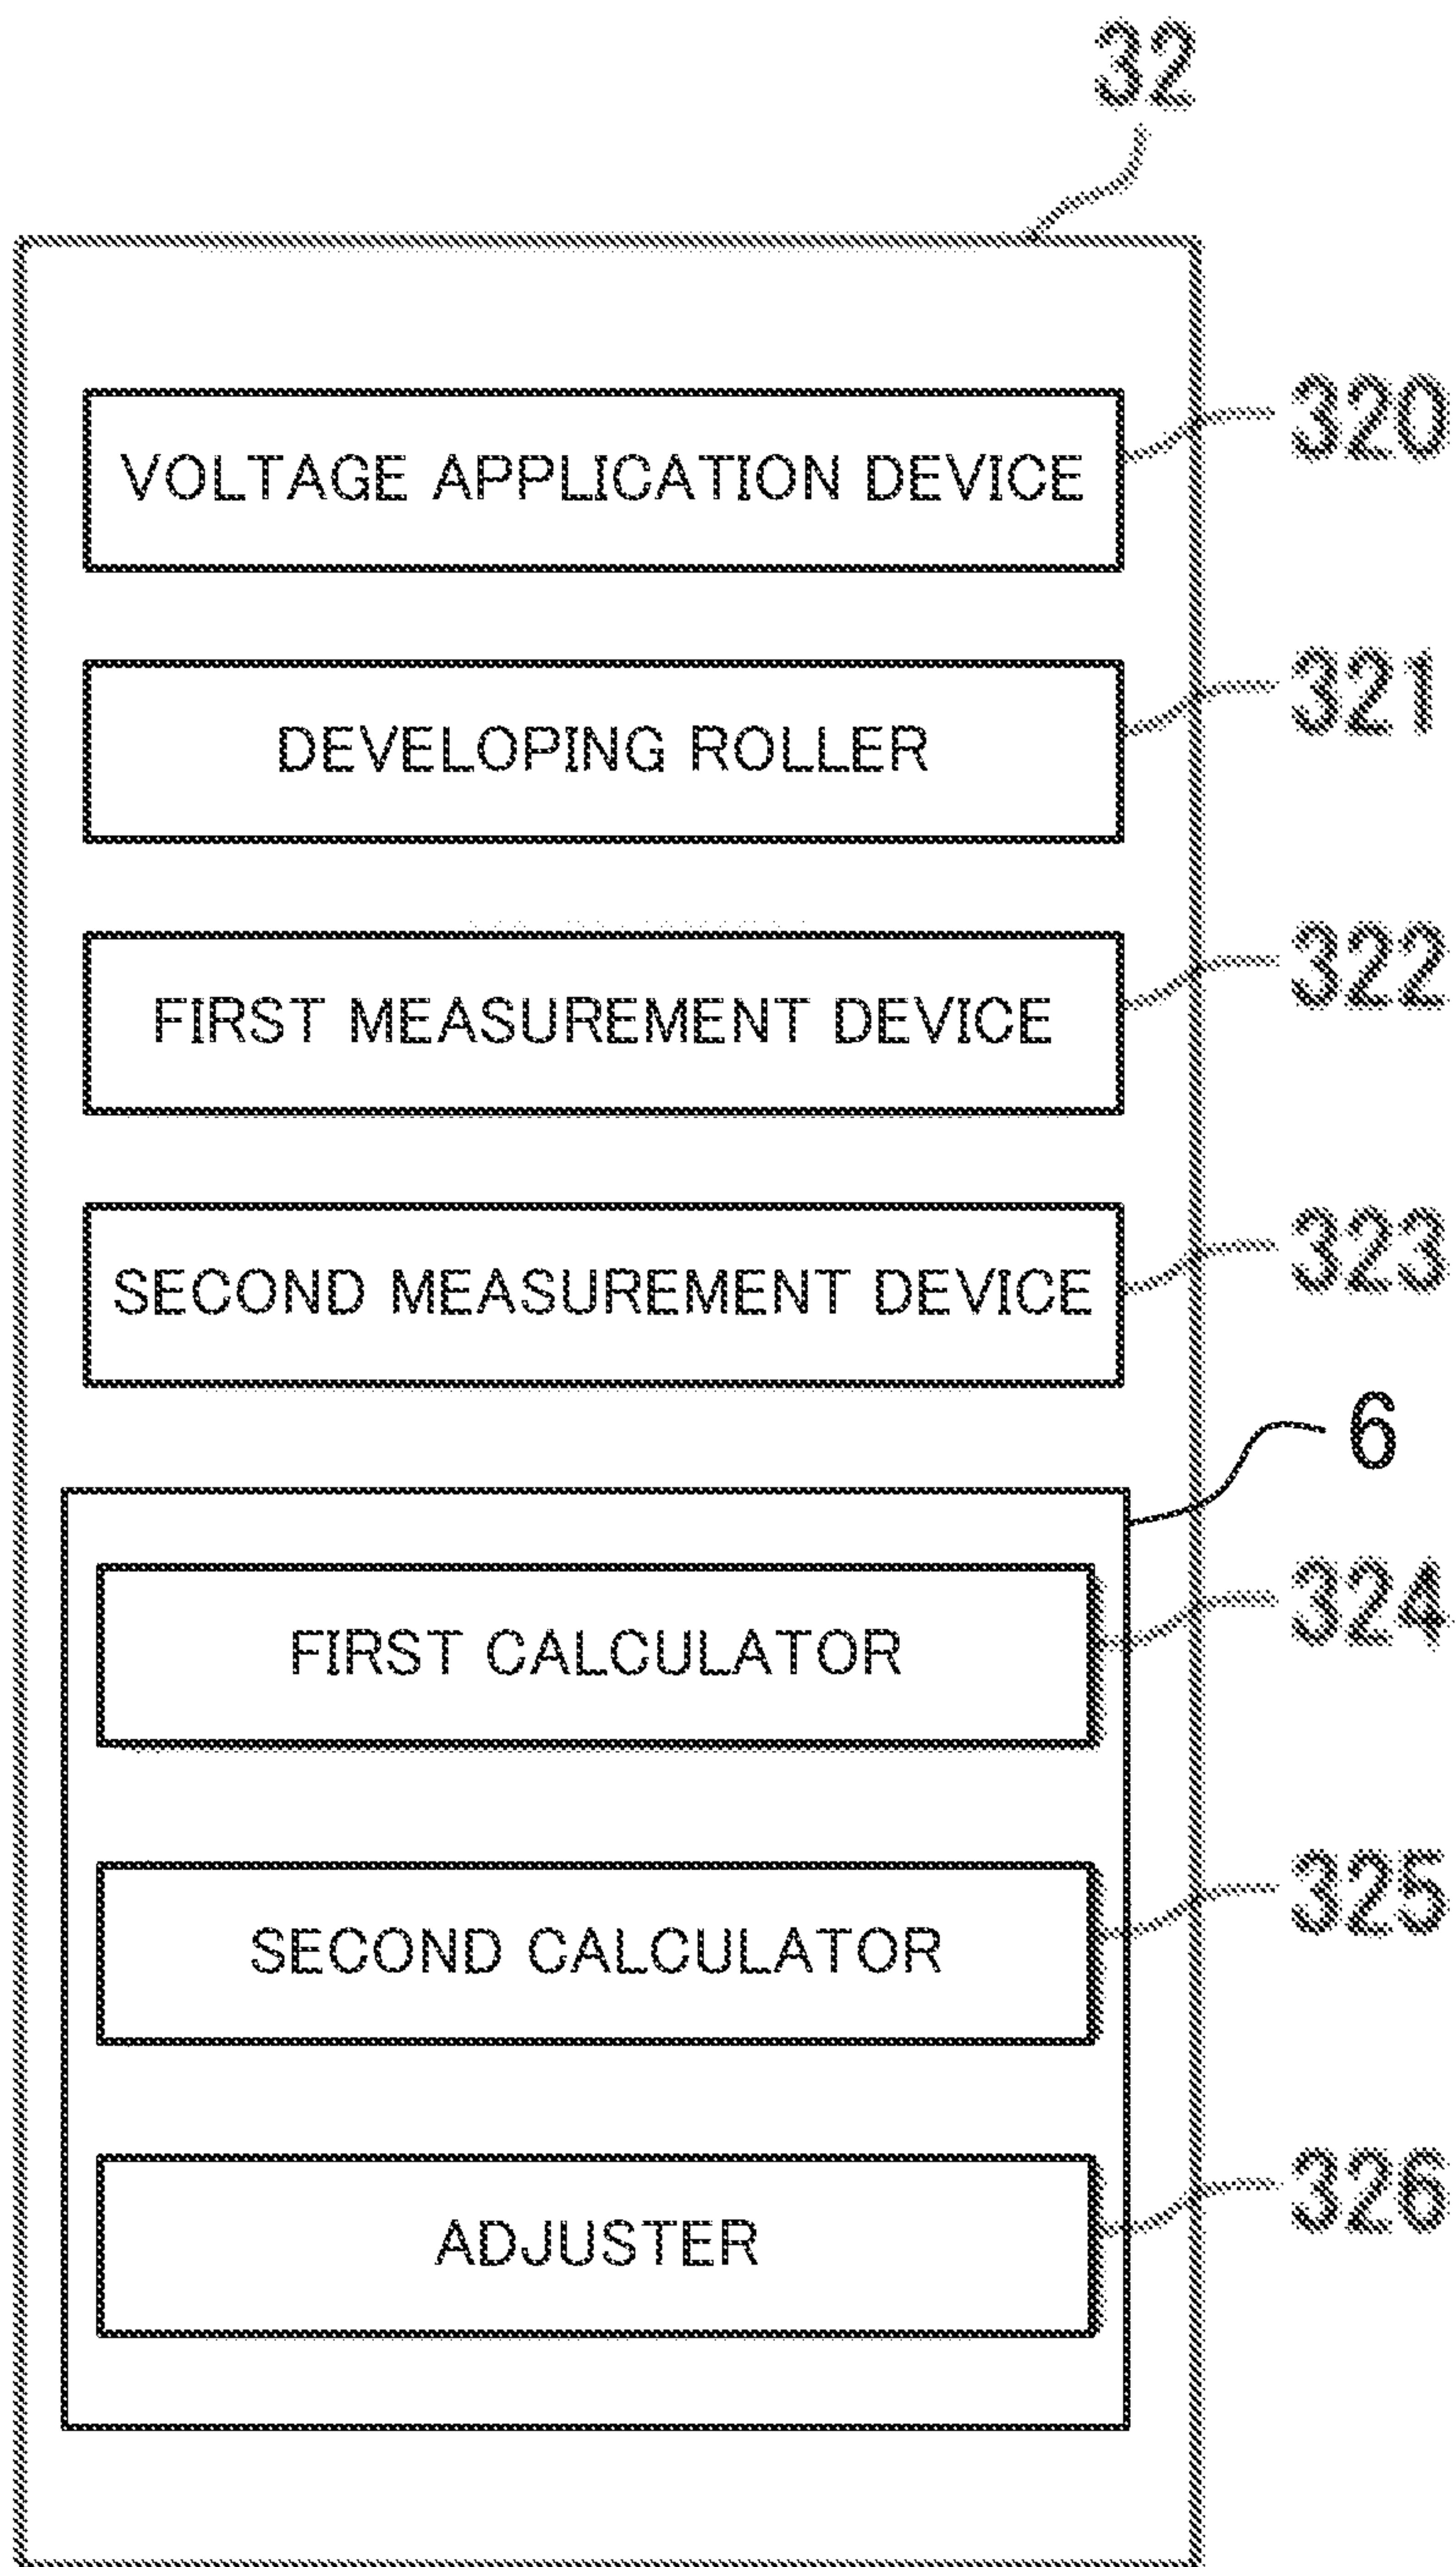 32
VOLTAGE APPLICATION DEVICE 320
DEVELOPING ROLLER 321
FIRST MEASUREMENT DEVICE 322
SECOND MEASUREMENT DEVICE 323
6
FIRST CALCULATOR 324
SECOND CALCULATOR 325
ADJUSTER 326